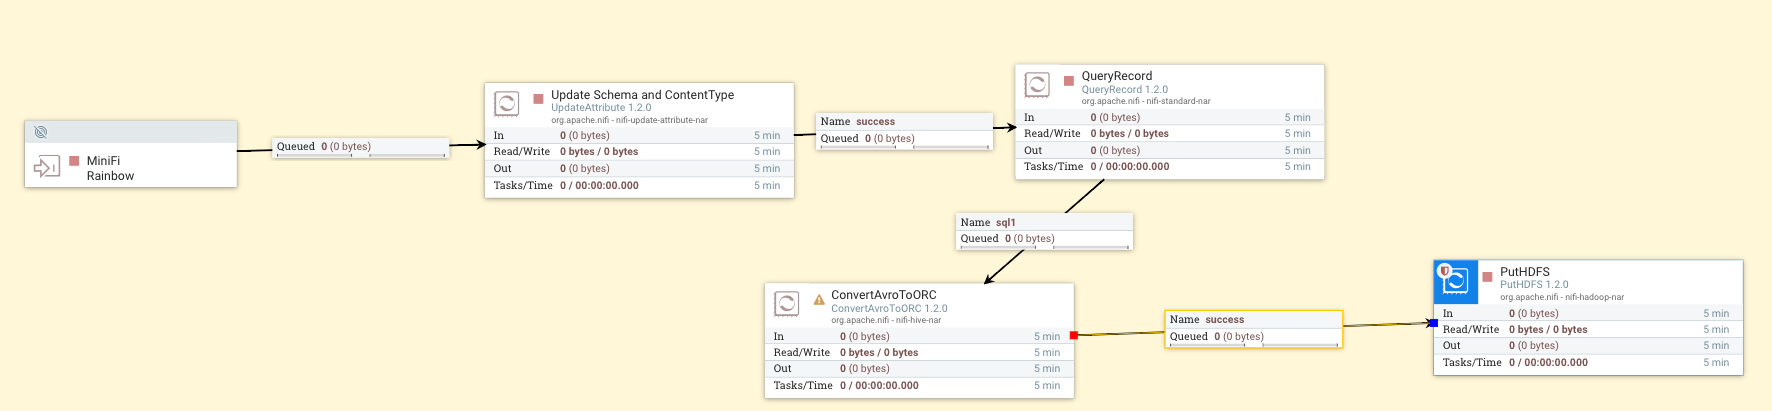 MiniFi
Rainbow
Queued 0 (0 bytes)
Update Schema and ContentType
UpdateAttribute 1.2.0
org.apache.nifi - nifi-update-attribute-nar
In 0 (0 bytes) 5 min
Read/Write 0 bytes / 0 bytes 5 min
Out 0 (0 bytes) 5 min
Tasks/Time 0 / 00:00:00.000 5 min
Name success
Queued 0 (0 bytes)
QueryRecord
QueryRecord 1.2.0
org.apache.nifi - nifi-standard-nar
In 0 (0 bytes) 5 min
Read/Write 0 bytes / 0 bytes 5 min
Out 0 (0 bytes) 5 min
Tasks/Time 0 / 00:00:00.000 5 min
Name sql1
Queued 0 (0 bytes)
ConvertAvroToORC
ConvertAvroToORC 1.2.0
org.apache.nifi - nifi-hive-nar
In 0 (0 bytes) 5 min
Read/Write 0 bytes / 0 bytes 5 min
Out 0 (0 bytes) 5 min
Tasks/Time 0 / 00:00:00.000 5 min
Name success
Queued 0 (0 bytes)
PutHDFS
PutHDFS 1.2.0
org.apache.nifi - nifi-hadoop-nar
In 0 (0 bytes) 5 min
Read/Write 0 bytes / 0 bytes 5 min
Out 0 (0 bytes) 5 min
Tasks/Time 0 / 00:00:00.000 5 min